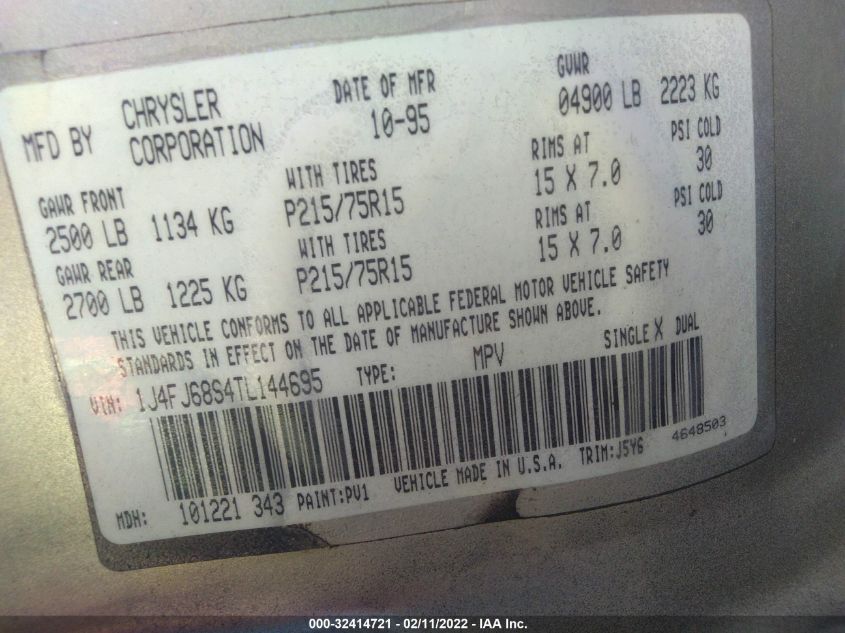 MFD BY CHRYSLER CORPORATION DATE OF MFR 10-95 GVWR 04900 LB 2223 KG
GAWR FRONT WITH TIRES RIMS AT PSI COLD
2500 LB 1134 KG P215/75R15 15 X 7.0 30
GAWR REAR WITH TIRES RIMS AT PSI COLD
2700 LB 1225 KG P215/75R15 15 X 7.0 30
THIS VEHICLE CONFORMS TO ALL APPLICABLE FEDERAL MOTOR VEHICLE SAFETY
STANDARDS IN EFFECT ON THE DATE OF MANUFACTURE SHOWN ABOVE.
VIN: 1J4FJ68S4TL144695 TYPE: MPV SINGLE X DUAL
MDH: 101221 343 PAINT:PV1 VEHICLE MADE IN U.S.A. TRIM:J5Y6 4648503
000-32414721 - 02/11/2022 - IAA Inc.